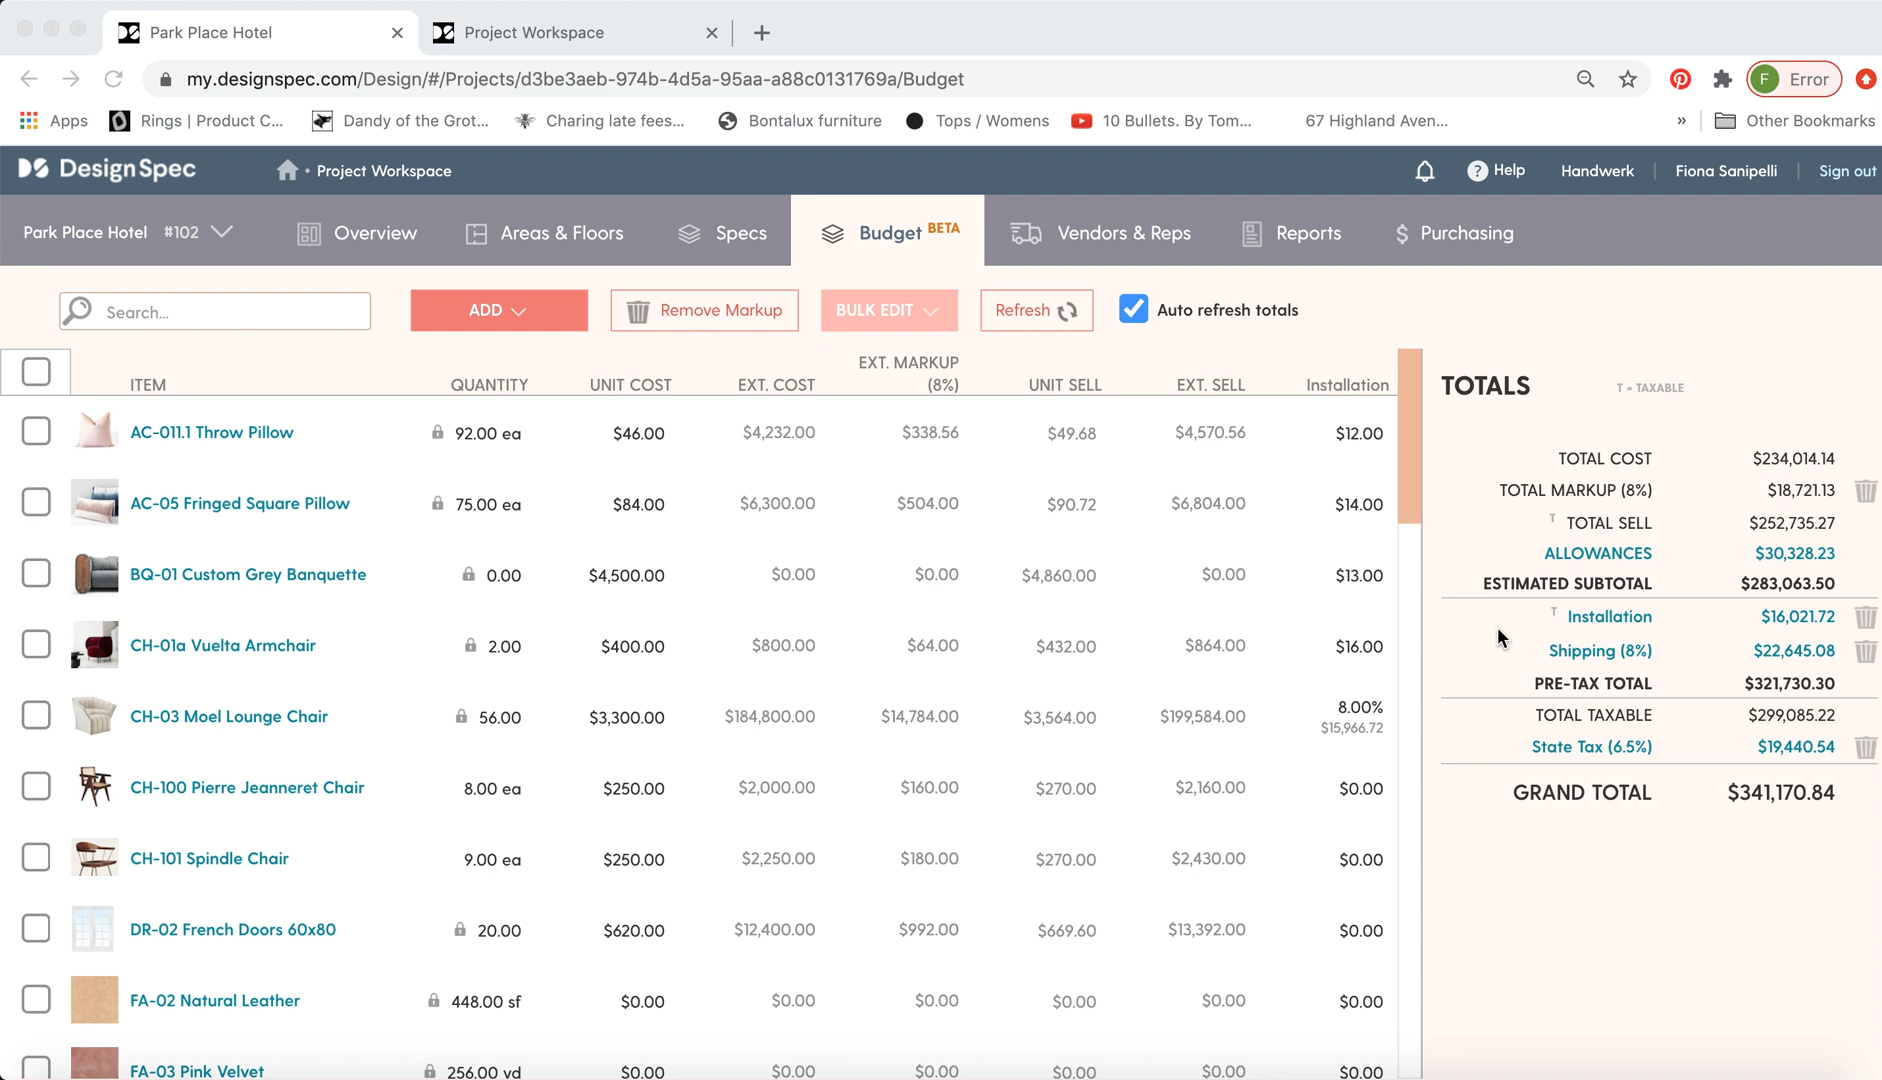 Park Place Hotel
Project Workspace
my.designspec.com/Design/#/Projects/d3be3aeb-974b-4d5a-95aa-a88c0131769a/Budget
F Error
Apps
Rings | Product C...
Dandy of the Grot...
Charing late fees...
Bontalux furniture
Tops / Womens
10 Bullets. By Tom...
67 Highland Aven...
»
Other Bookmarks
DesignSpec
• Project Workspace
? Help
Handwerk
Fiona Sanipelli
Sign out
Park Place Hotel #102
Overview
Areas & Floors
Specs
Budget BETA
Vendors & Reps
Reports
$ Purchasing
Search...
ADD
Remove Markup
BULK EDIT
Refresh
Auto refresh totals
ITEM QUANTITY UNIT COST EXT. COST EXT. MARKUP (8%) UNIT SELL EXT. SELL Installation
AC-011.1 Throw Pillow 92.00 ea $46.00 $4,232.00 $338.56 $49.68 $4,570.56 $12.00
AC-05 Fringed Square Pillow 75.00 ea $84.00 $6,300.00 $504.00 $90.72 $6,804.00 $14.00
BQ-01 Custom Grey Banquette 0.00 $4,500.00 $0.00 $0.00 $4,860.00 $0.00 $13.00
CH-01a Vuelta Armchair 2.00 $400.00 $800.00 $64.00 $432.00 $864.00 $16.00
CH-03 Moel Lounge Chair 56.00 $3,300.00 $184,800.00 $14,784.00 $3,564.00 $199,584.00 8.00%
$15,966.72
CH-100 Pierre Jeanneret Chair 8.00 ea $250.00 $2,000.00 $160.00 $270.00 $2,160.00 $0.00
CH-101 Spindle Chair 9.00 ea $250.00 $2,250.00 $180.00 $270.00 $2,430.00 $0.00
DR-02 French Doors 60x80 20.00 $620.00 $12,400.00 $992.00 $669.60 $13,392.00 $0.00
FA-02 Natural Leather 448.00 sf $0.00 $0.00 $0.00 $0.00 $0.00 $0.00
FA-03 Pink Velvet 256.00 yd $0.00 $0.00 $0.00 $0.00 $0.00 $0.00
TOTALS T = TAXABLE
TOTAL COST $234,014.14
TOTAL MARKUP (8%) $18,721.13
T TOTAL SELL $252,735.27
ALLOWANCES $30,328.23
ESTIMATED SUBTOTAL $283,063.50
T Installation $16,021.72
Shipping (8%) $22,645.08
PRE-TAX TOTAL $321,730.30
TOTAL TAXABLE $299,085.22
State Tax (6.5%) $19,440.54
GRAND TOTAL $341,170.84